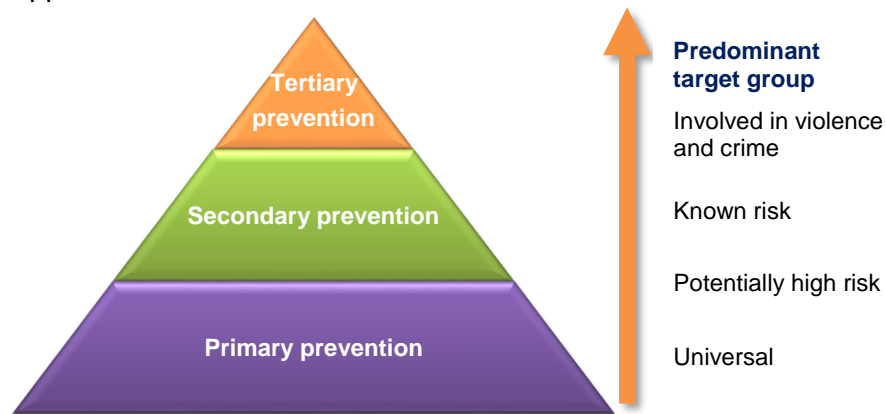 Tertiary
prevention
Secondary prevention
Primary prevention
Predominant
target group
Involved in violence
and crime
Known risk
Potentially high risk
Universal